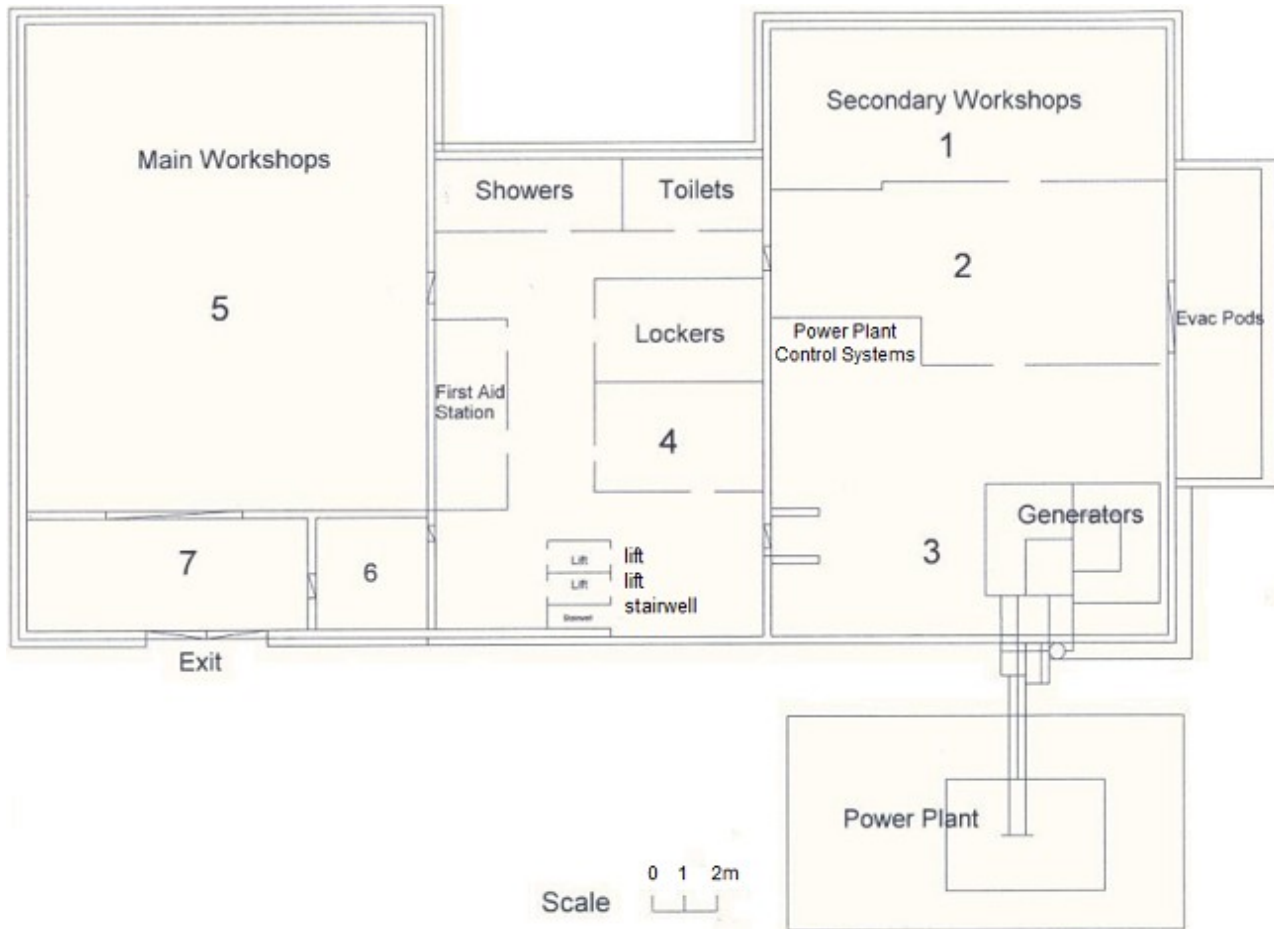 Main Workshops
5
Showers
Toilets
Secondary Workshops
1
2
Evac Pods
Lockers
Power Plant
Control Systems
First Aid
Station
4
Generators
3
7
6
Lift
lift
Lift
lift
Stairwell
stairwell
Exit
Power Plant
0 1 2m
Scale